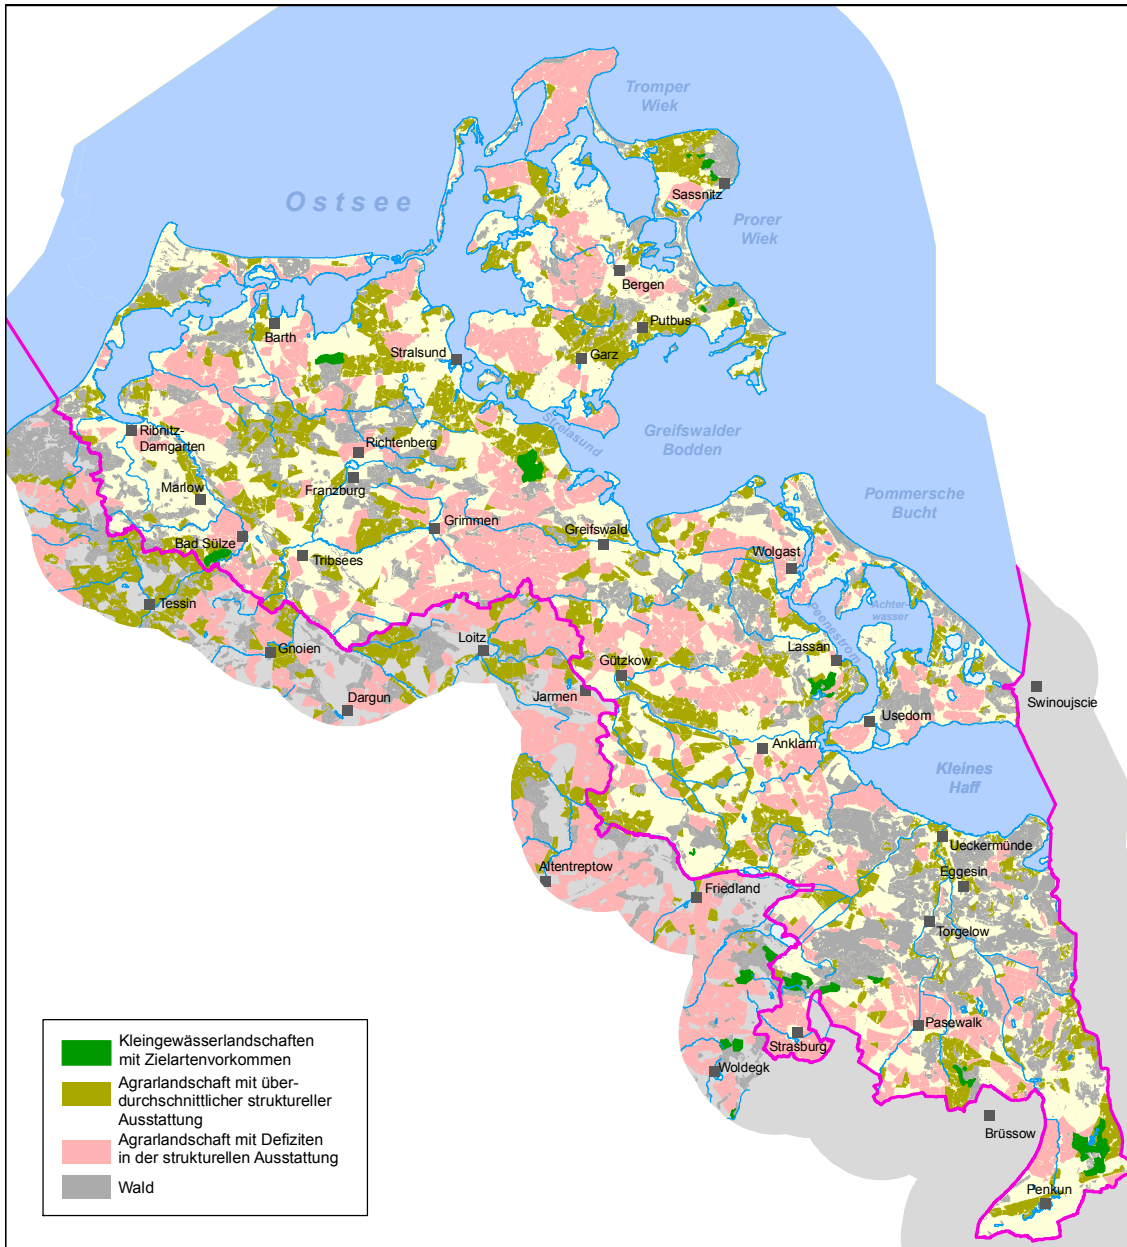 Tromper
Wiek
Ostsee
Sassnitz
Prorer
Wiek
Bergen
Putbus
Barth
Stralsund
Garz
Strelasund
Greifswalder
Bodden
Ribnitz-
Damgarten
Richtenberg
Franzburg
Marlow
Pommersche
Bucht
Grimmen
Greifswald
Bad Sülze
Tribsees
Wolgast
Tessin
Achter-
wasser
Peenestrom
Loitz
Gnoien
Lassan
Gützkow
Dargun
Jarmen
Swinoujscie
Usedom
Anklam
Kleines
Haff
Ueckermünde
Altentreptow
Eggesin
Friedland
Torgelow
Pasewalk
Strasburg
Woldegk
Brüssow
Penkun
Kleingewässerlandschaften
mit Zielartenvorkommen
Agrarlandschaft mit über-
durchschnittlicher struktureller
Ausstattung
Agrarlandschaft mit Defiziten
in der strukturellen Ausstattung
Wald